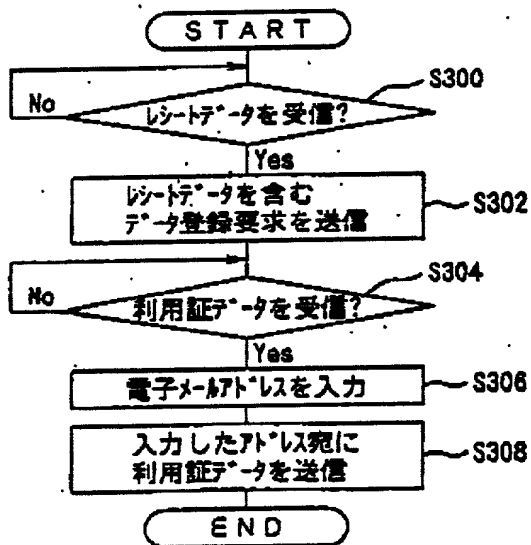 START
S300
No
レシートデータを受信?
Yes
レシートデータを含む
データ登録要求を送信
S302
S304
No
利用証データを受信?
Yes
電子メールアドレスを入力
S306
入力したアドレス宛に
利用証データを送信
S308
END